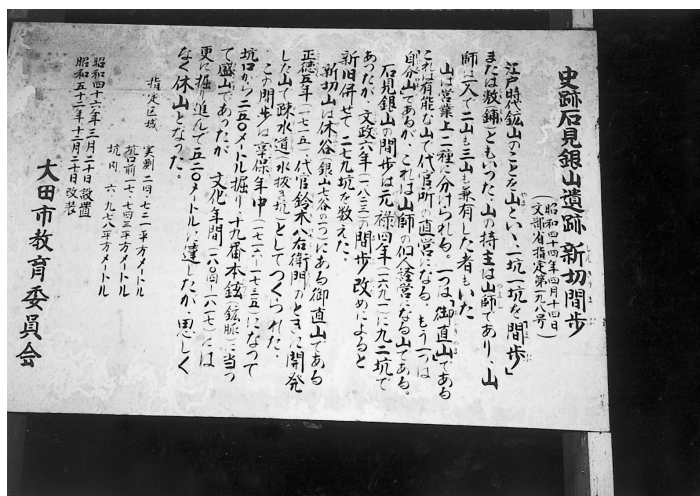 史跡石見銀山遺跡 新切間歩
(昭和四十四年四月十四日
文部省指定第一九八号)
江戸時代鉱山のことを山といい、一坑一坑を「間歩」
または敷(鋪)ともいった。山の持主は山師であり、山
師は一人で二山も三山も兼有した者もいた。
山は営業上二種に分けられる。一つは「御直山」である
これは有能な山で代官所の直営になる。もう一つは
自分山であるが、これは山師の個人経営になる山である。
石見銀山の間歩は元禄四年(一六九一)に九二坑で
あったが、文政六年(一八二三)の間歩改めによると
新旧併せて二七九坑を数えた。
新切山は休谷(銀山七谷の一つ)にある御直山である
正徳五年(一七一五)代官鈴木八右衛門のときに開発
した山で疎水道(水抜き坑)としてつくられた。
この間歩は享保年中(一七一六-一七三五)になって
坑口から二五〇メートル掘り、十九番本鉉(鉱脈)に当っ
て盛山であったが、文化年間(一八〇四-一八一七)には
更に掘り進んで五二〇メートルに達したが、思しく
なく休山となった。
指定区域 実測 二四・七二一平方メートル
坑口前 一七・七四三平方メートル
坑内 六・九七八平方メートル
昭和四十六年三月二十日設置
昭和五十二年十二月二十日改装
大田市教育委員会